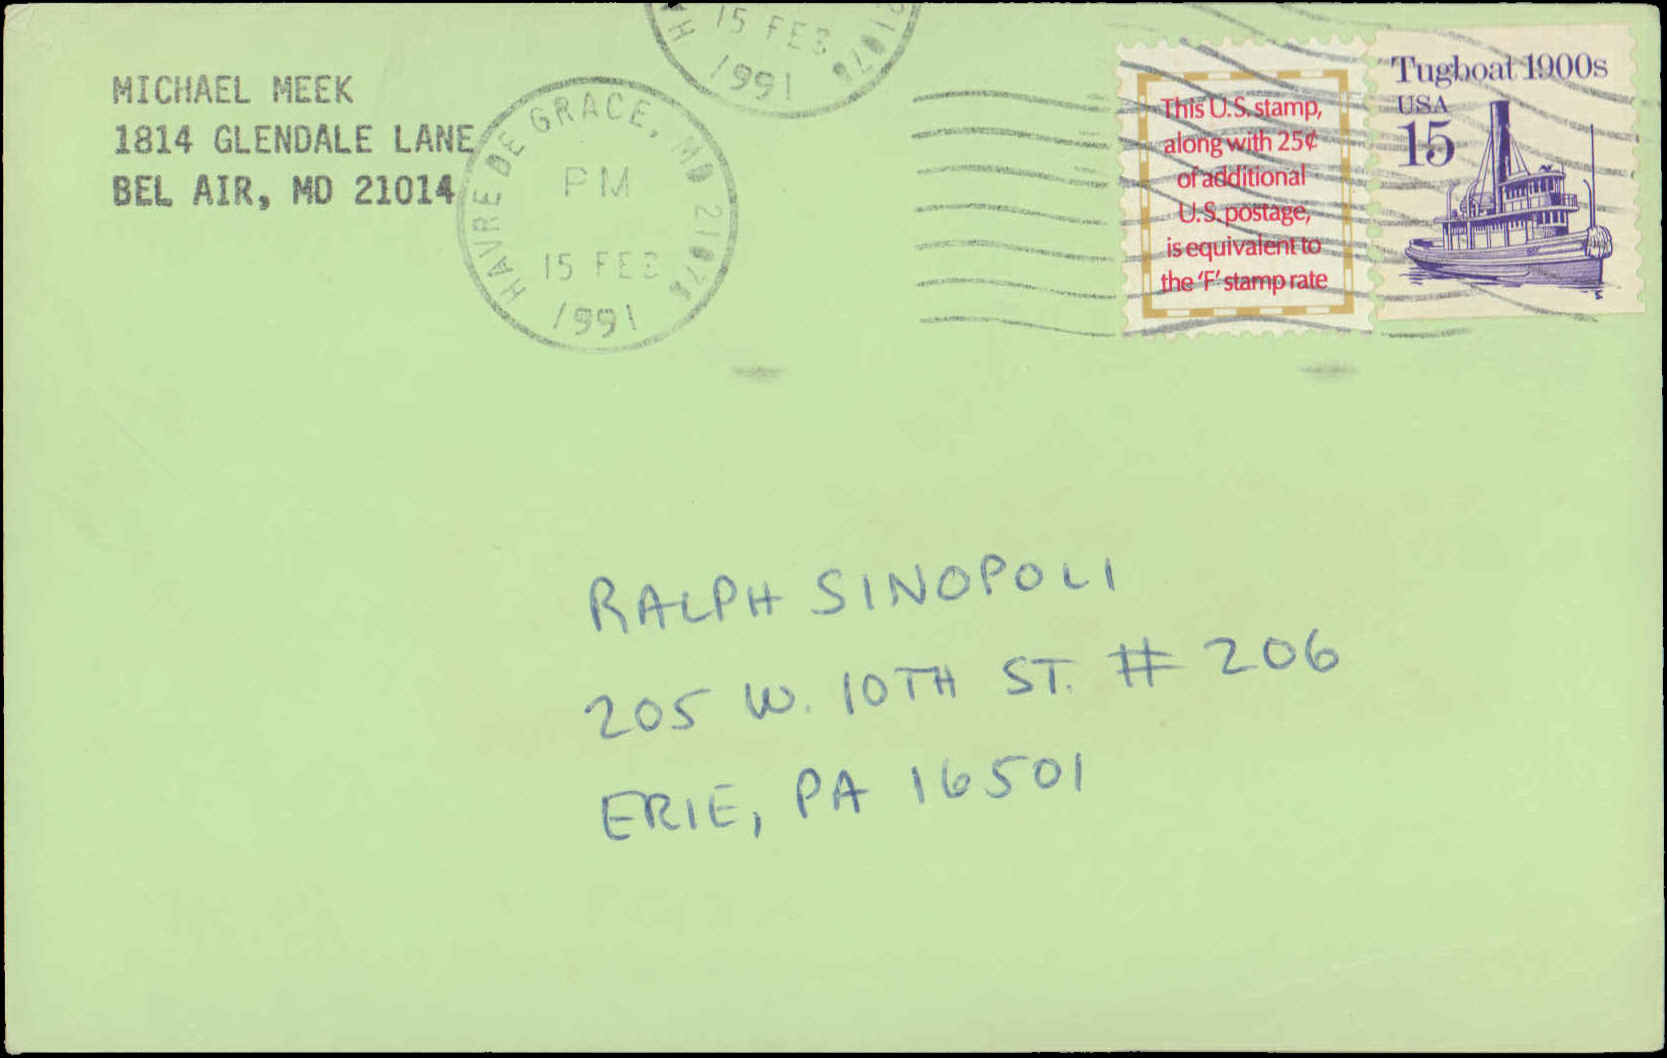 MICHAEL MEEK
1814 GLENDALE LANE
BEL AIR, MD 21014
15 FEB
1991
HAVRE DE GRACE, MD 21078
PM
15 FEB
1991
This U.S. stamp,
along with 25¢
of additional
U.S. postage,
is equivalent to
the 'F' stamp rate
Tugboat 1900s
USA
15
RALPH SINOPOLI
205 W. 10TH ST. # 206
ERIE, PA 16501